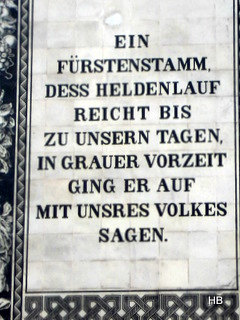 EIN
FÜRSTENSTAMM,
DESS HELDENLAUF
REICHT BIS
ZU UNSERN TAGEN,
IN GRAUER VORZEIT
GING ER AUF
MIT UNSRES VOLKES
SAGEN.
HB